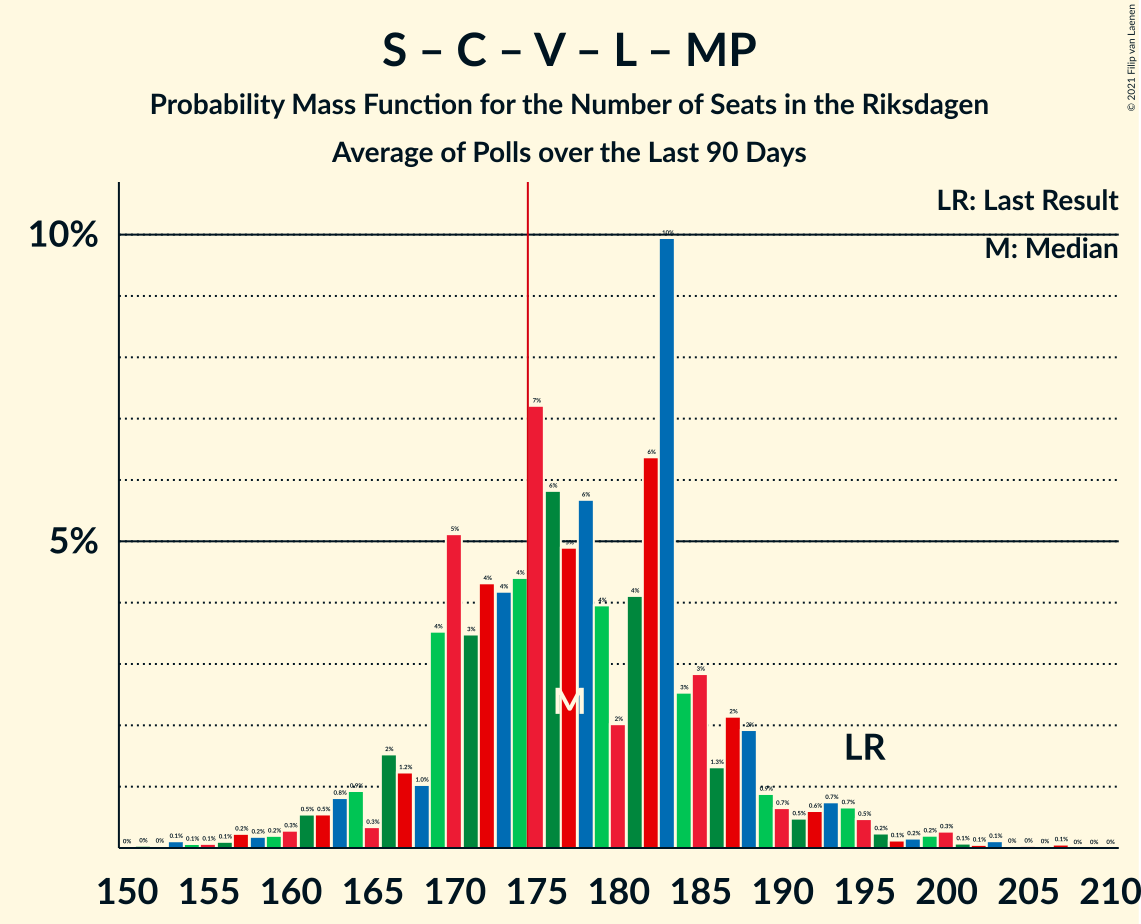 S – C – V – L – MP
Probability Mass Function for the Number of Seats in the Riksdagen
Average of Polls over the Last 90 Days
© 2021 Filip van Laenen
LR: Last Result
M: Median
10%
5%
0% 0% 0% 0.1% 0.1% 0.1% 0.1% 0.2% 0.2% 0.2% 0.3% 0.5% 0.5% 0.8% 0.9% 0.3% 2% 1.2% 1.0% 4% 5% 3% 4% 4% 4% 7% 6% 5% 6% 4% 2% 4% 6% 10% 3% 3% 1.3% 2% 2% 0.9% 0.7% 0.5% 0.6% 0.7% 0.7% 0.5% 0.2% 0.1% 0.2% 0.2% 0.3% 0.1% 0.1% 0.1% 0% 0% 0% 0.1% 0% 0% 0%
M
LR
150 155 160 165 170 175 180 185 190 195 200 205 210